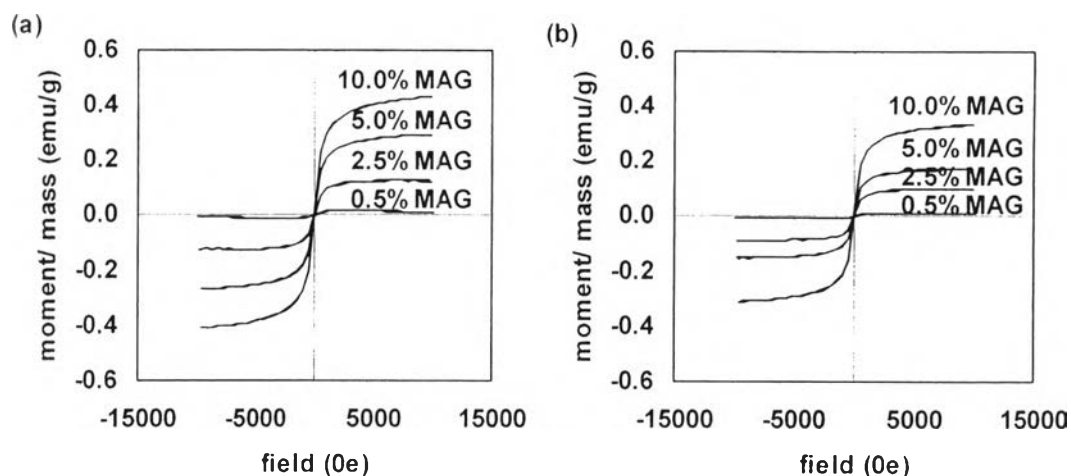 (a)
0.6
0.4
0.2
0.0
-0.2
-0.4
-0.6
moment/ mass (emu/g)
10.0% MAG
5.0% MAG
2.5% MAG
0.5% MAG
-15000 -5000 5000 15000
field (0e)
(b)
0.6
0.4
0.2
0.0
-0.2
-0.4
-0.6
moment/ mass (emu/g)
10.0% MAG
5.0% MAG
2.5% MAG
0.5% MAG
-15000 -5000 5000 15000
field (0e)